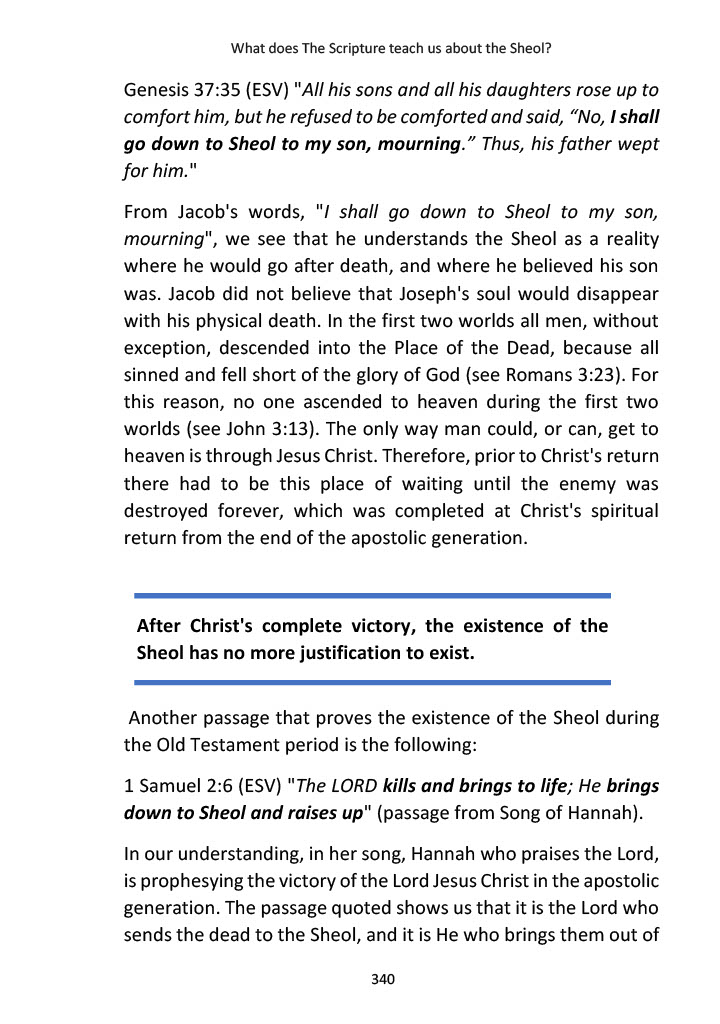 What does The Scripture teach us about the Sheol?
Genesis 37:35 (ESV) "All his sons and all his daughters rose up to
comfort him, but he refused to be comforted and said, “No, I shall
go down to Sheol to my son, mourning.” Thus, his father wept
for him."
From Jacob's words, "I shall go down to Sheol to my son,
mourning", we see that he understands the Sheol as a reality
where he would go after death, and where he believed his son
was. Jacob did not believe that Joseph's soul would disappear
with his physical death. In the first two worlds all men, without
exception, descended into the Place of the Dead, because all
sinned and fell short of the glory of God (see Romans 3:23). For
this reason, no one ascended to heaven during the first two
worlds (see John 3:13). The only way man could, or can, get to
heaven is through Jesus Christ. Therefore, prior to Christ's return
there had to be this place of waiting until the enemy was
destroyed forever, which was completed at Christ's spiritual
return from the end of the apostolic generation.
After Christ's complete victory, the existence of the
Sheol has no more justification to exist.
Another passage that proves the existence of the Sheol during
the Old Testament period is the following:
1 Samuel 2:6 (ESV) "The LORD kills and brings to life; He brings
down to Sheol and raises up" (passage from Song of Hannah).
In our understanding, in her song, Hannah who praises the Lord,
is prophesying the victory of the Lord Jesus Christ in the apostolic
generation. The passage quoted shows us that it is the Lord who
sends the dead to the Sheol, and it is He who brings them out of
340